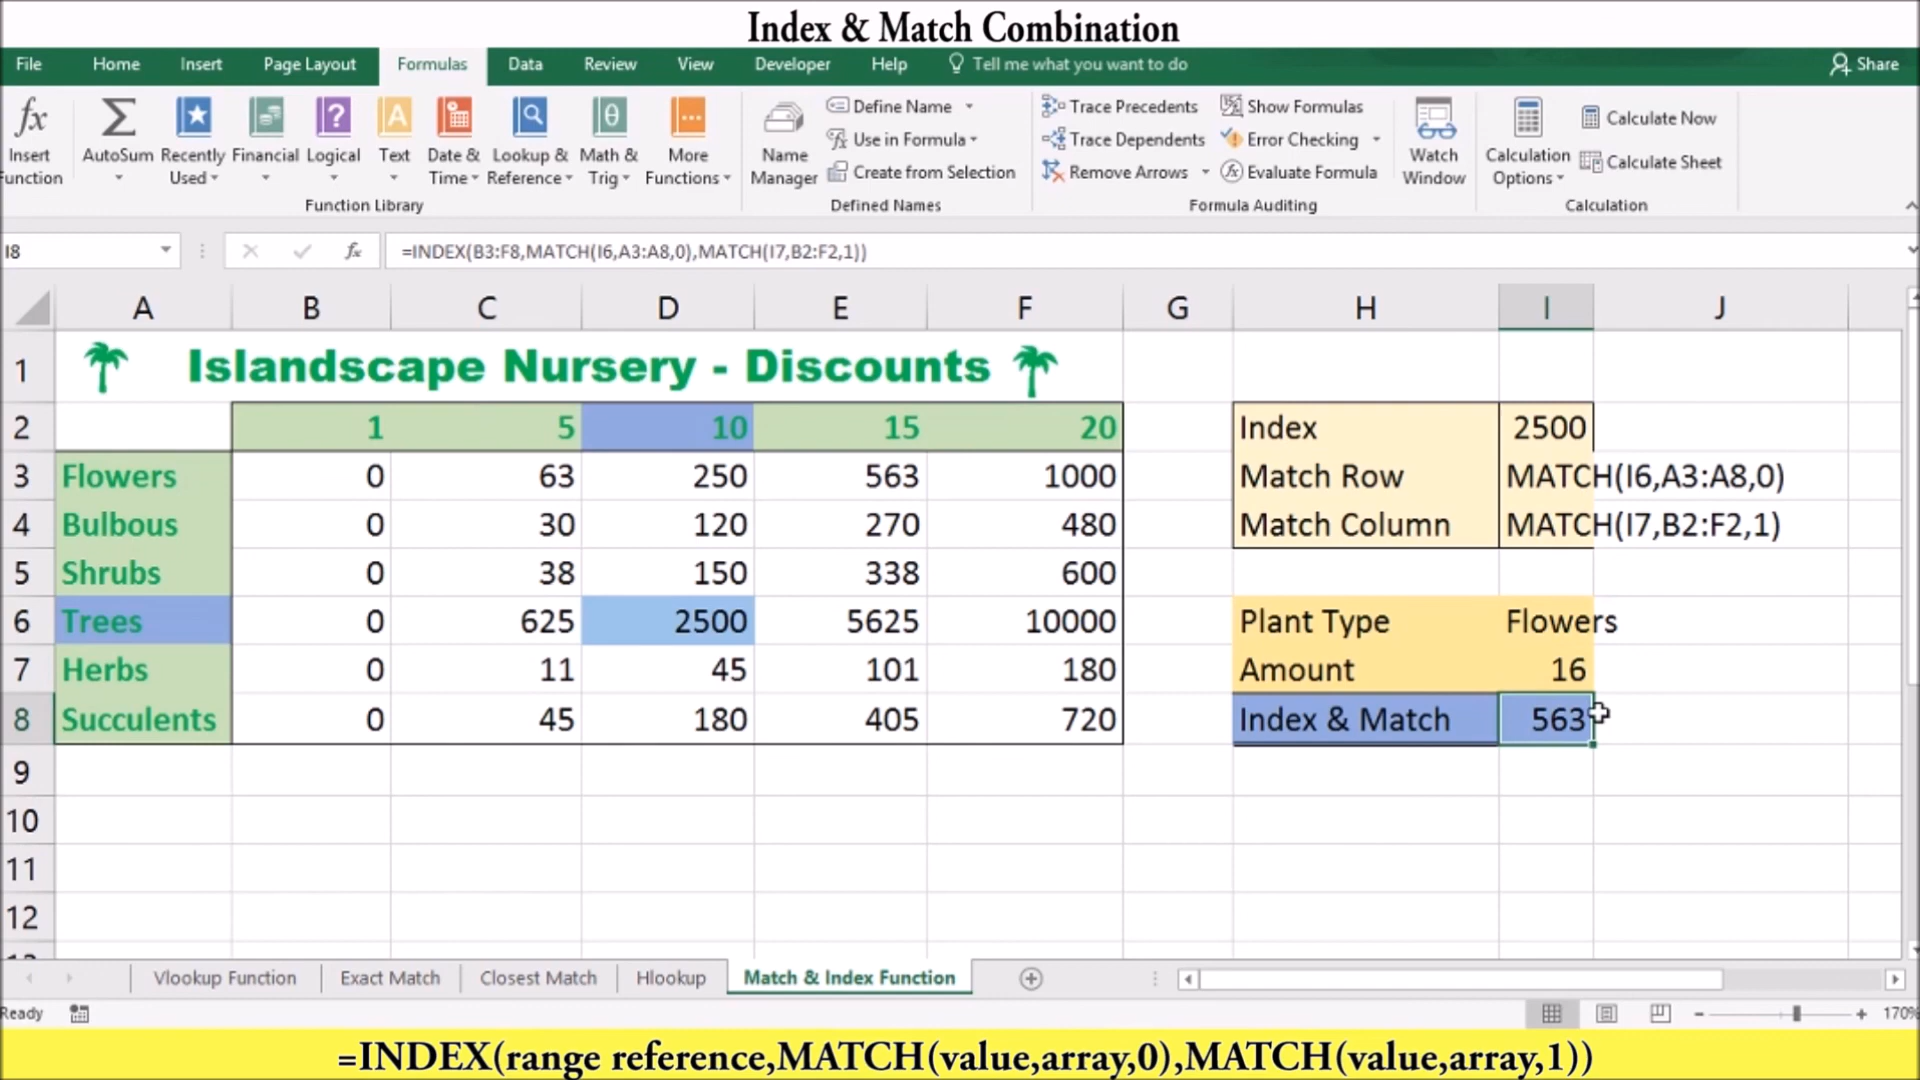 Index & Match Combination
File Home Insert Page Layout Formulas Data Review View Developer Help Tell me what you want to do Share
Insert Function AutoSum Recently Used Financial Logical Text Date & Time Lookup & Reference Math & Trig More Functions Name Manager Define Name Use in Formula Create from Selection Trace Precedents Trace Dependents Remove Arrows Show Formulas Error Checking Evaluate Formula Watch Window Calculation Options Calculate Now Calculate Sheet
Function Library Defined Names Formula Auditing Calculation
I8 fx =INDEX(B3:F8,MATCH(I6,A3:A8,0),MATCH(I7,B2:F2,1))
A B C D E F G H I J
1 Islandscape Nursery - Discounts
2 1 5 10 15 20 Index 2500
3 Flowers 0 63 250 563 1000 Match Row MATCH(I6,A3:A8,0)
4 Bulbous 0 30 120 270 480 Match Column MATCH(I7,B2:F2,1)
5 Shrubs 0 38 150 338 600
6 Trees 0 625 2500 5625 10000 Plant Type Flowers
7 Herbs 0 11 45 101 180 Amount 16
8 Succulents 0 45 180 405 720 Index & Match 563
9
10
11
12
Vlookup Function Exact Match Closest Match Hlookup Match & Index Function
Ready 170%
=INDEX(range reference,MATCH(value,array,0),MATCH(value,array,1))